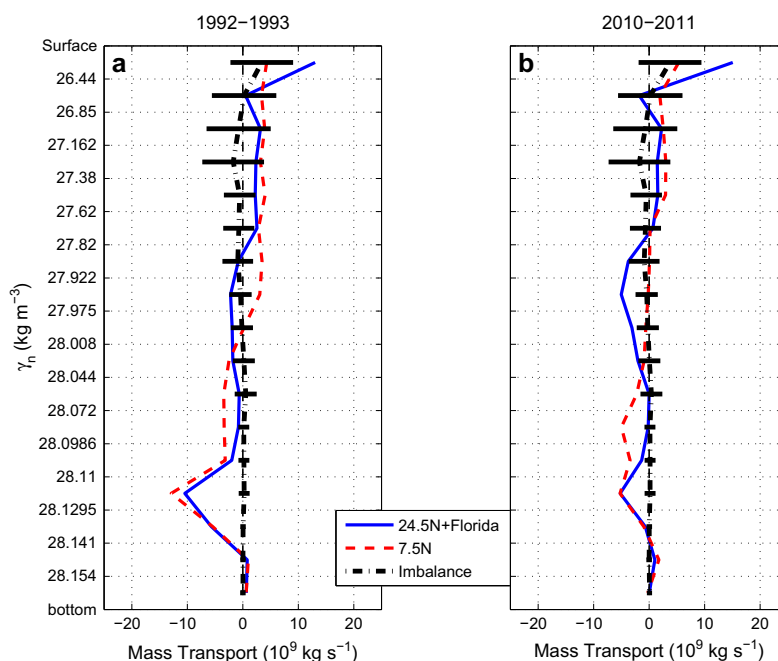 1992−1993
2010−2011
a
b
Surface
26.44
26.85
27.162
27.38
27.62
27.82
27.922
27.975
28.008
28.044
28.072
28.0986
28.11
28.1295
28.141
28.154
bottom
γn (kg m−3)
24.5N+Florida
7.5N
Imbalance
−20 −10 0 10 20
−20 −10 0 10 20
Mass Transport (10⁹ kg s⁻¹)
Mass Transport (10⁹ kg s⁻¹)